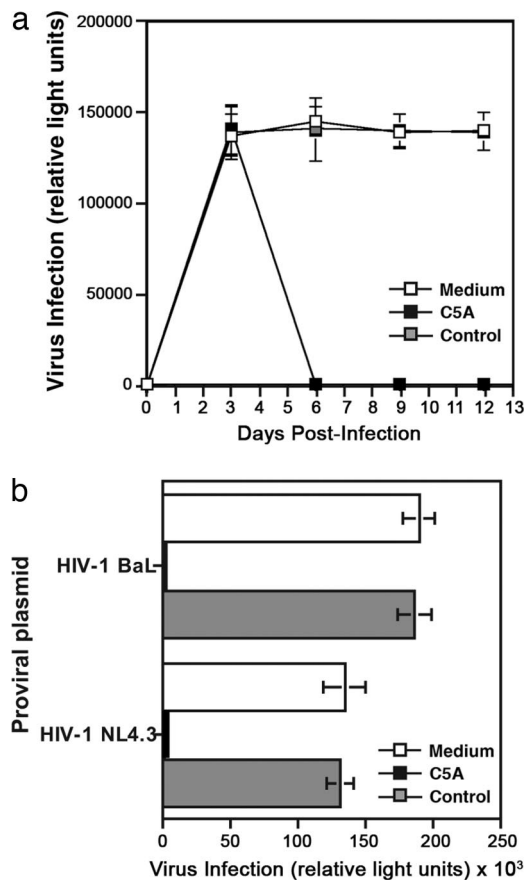 a
Virus Infection (relative light units)
200000
150000
100000
50000
0
0 1 2 3 4 5 6 7 8 9 10 11 12 13
Days Post-Infection
Medium
C5A
Control
b
Proviral plasmid
HIV-1 BaL
HIV-1 NL4.3
Medium
C5A
Control
0 50 100 150 200 250
Virus Infection (relative light units) x 10³